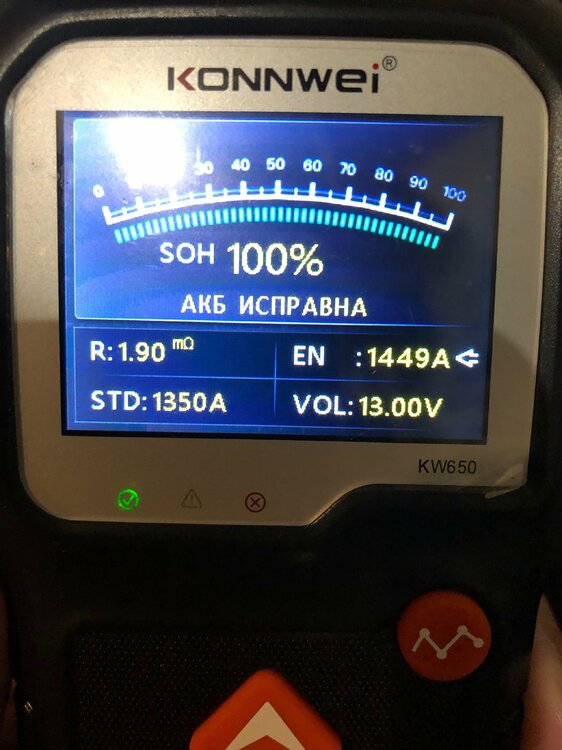 KONNWEi®
0 30 40 50 60 70 80 90 100
SOH 100%
АКБ ИСПРАВНА
R: 1.90 mΩ EN : 1449A
STD: 1350A VOL: 13.00V
KW650